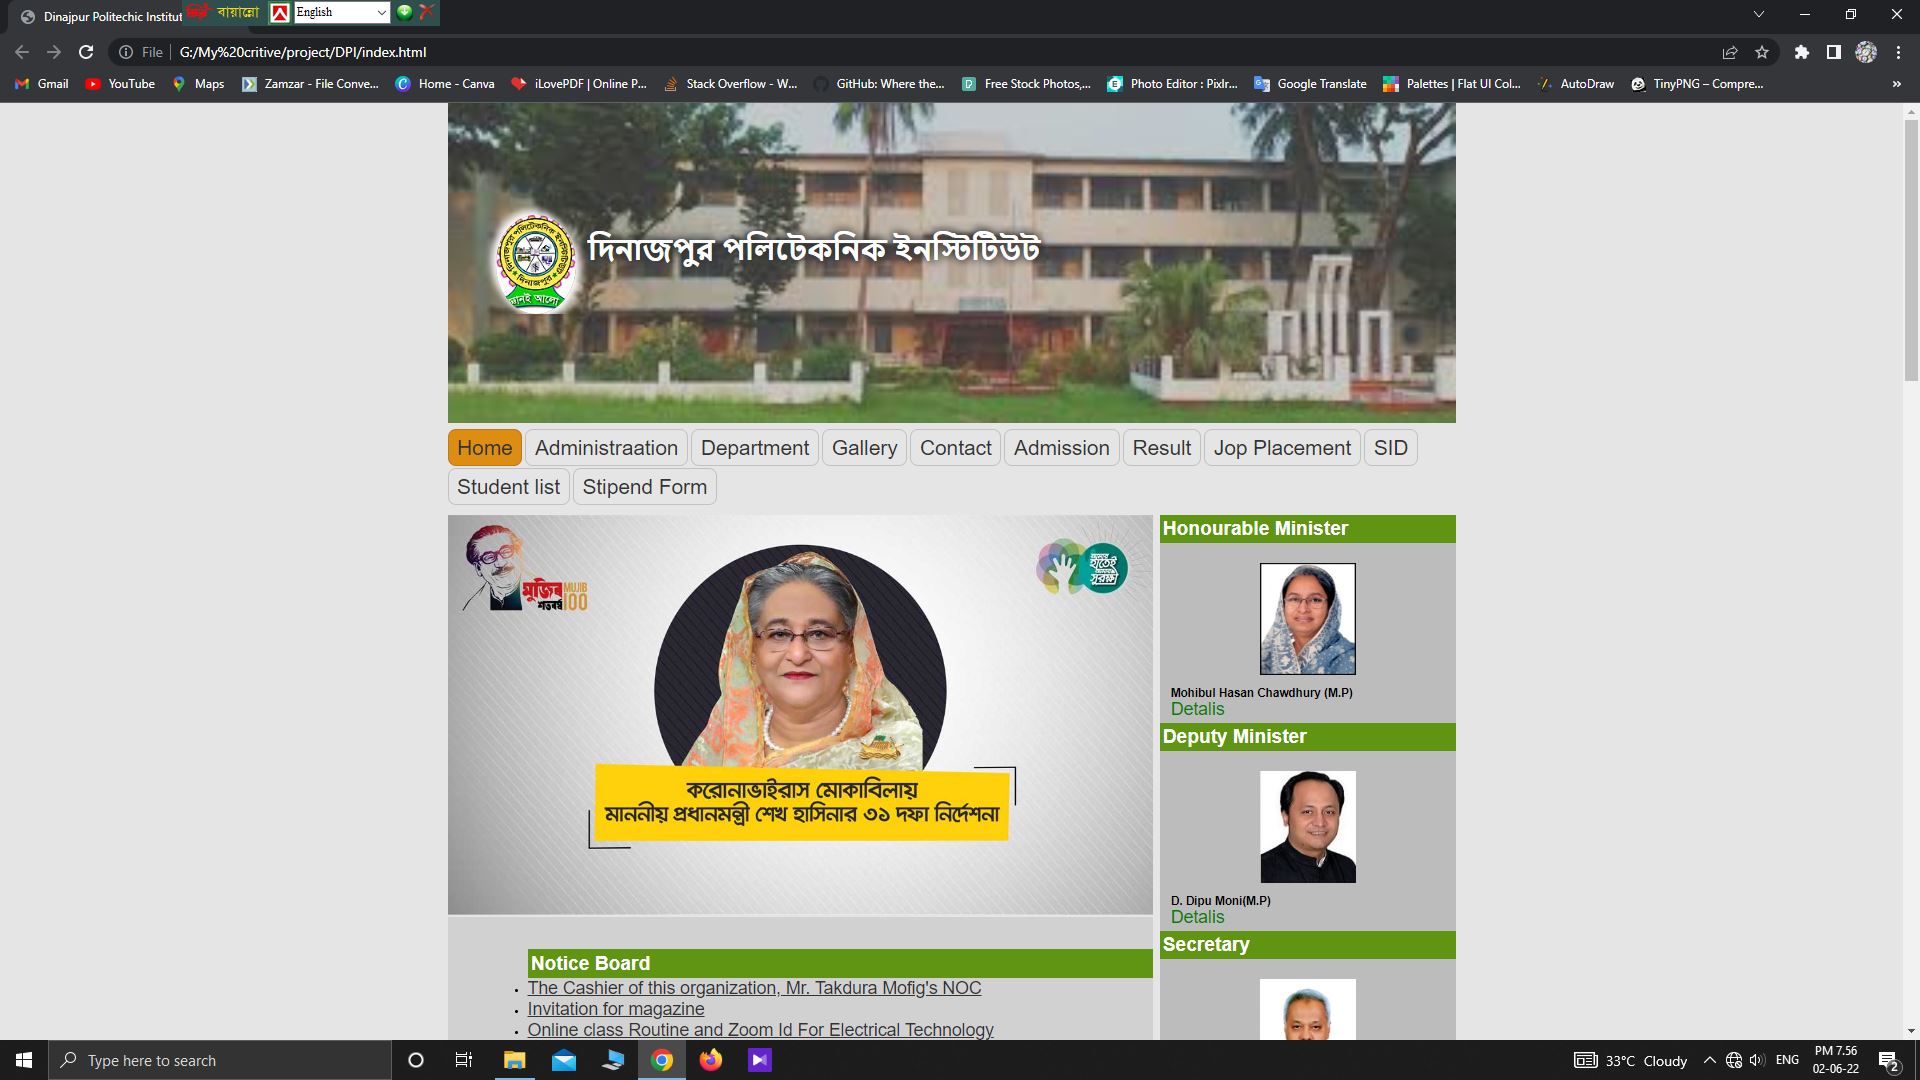 Dinajpur Politechic Institut
বায়ান্নো
English
File
G:/My%20critive/project/DPI/index.html
Gmail
YouTube
Maps
Zamzar - File Conve...
Home - Canva
iLovePDF | Online P...
Stack Overflow - W...
GitHub: Where the...
Free Stock Photos,...
Photo Editor : Pixlr...
Google Translate
Palettes | Flat UI Col...
AutoDraw
TinyPNG – Compre...
»
দিনাজপুর পলিটেকনিক ইনস্টিটিউট
জ্ঞানই আলো
Home
Administraation
Department
Gallery
Contact
Admission
Result
Jop Placement
SID
Student list
Stipend Form
মুজিব
শতবর্ষ
MUJIB
100
আমার
হাতেই
আমার
সুরক্ষা
করোনাভাইরাস মোকাবিলায়
মাননীয় প্রধানমন্ত্রী শেখ হাসিনার ৩১ দফা নির্দেশনা
Honourable Minister
Mohibul Hasan Chawdhury (M.P)
Detalis
Deputy Minister
D. Dipu Moni(M.P)
Detalis
Secretary
Notice Board
The Cashier of this organization, Mr. Takdura Mofig's NOC
Invitation for magazine
Online class Routine and Zoom Id For Electrical Technology
Type here to search
33°C Cloudy
ENG
PM 7.56
02-06-22
2